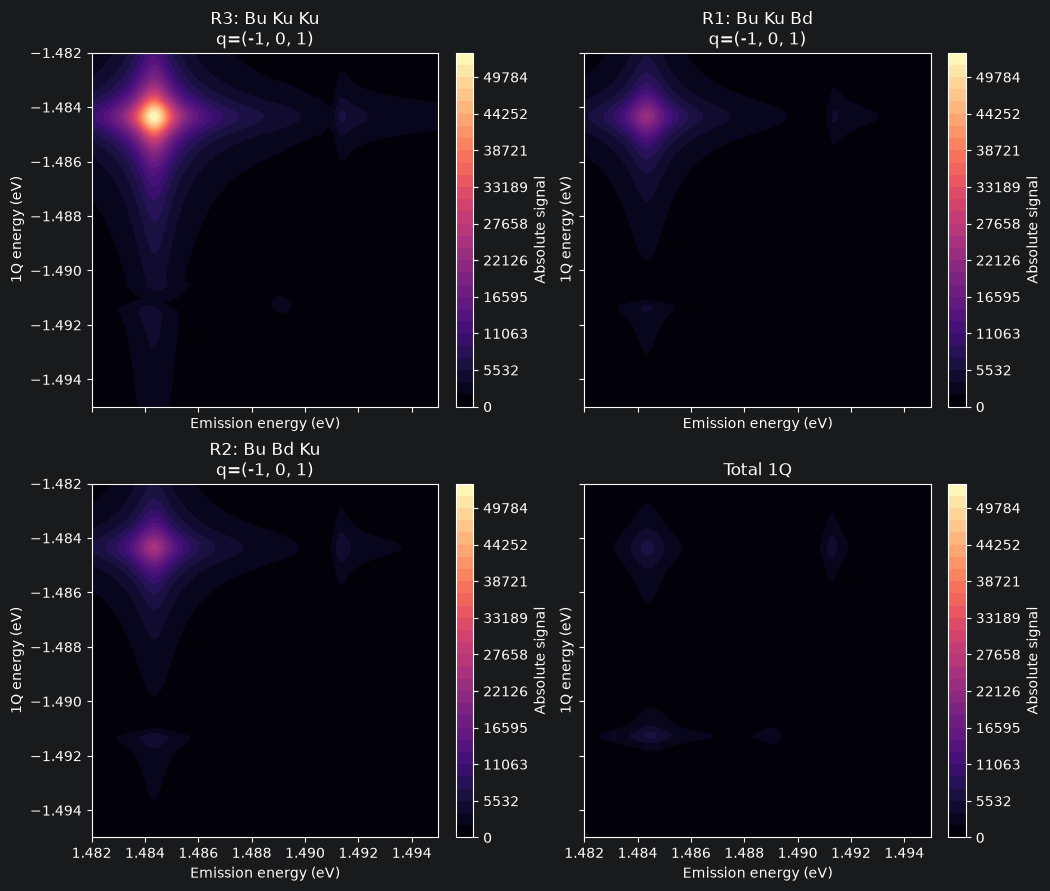 R3: Bu Ku Ku
q=(-1, 0, 1)
−1.482
−1.484
−1.486
−1.488
−1.490
−1.492
−1.494
1Q energy (eV)
Emission energy (eV)
49784
44252
38721
33189
27658
22126
16595
11063
5532
0
Absolute signal
R1: Bu Ku Bd
q=(-1, 0, 1)
1Q energy (eV)
Emission energy (eV)
49784
44252
38721
33189
27658
22126
16595
11063
5532
0
Absolute signal
R2: Bu Bd Ku
q=(-1, 0, 1)
−1.482
−1.484
−1.486
−1.488
−1.490
−1.492
−1.494
1Q energy (eV)
1.482 1.484 1.486 1.488 1.490 1.492 1.494
Emission energy (eV)
49784
44252
38721
33189
27658
22126
16595
11063
5532
0
Absolute signal
Total 1Q
1Q energy (eV)
1.482 1.484 1.486 1.488 1.490 1.492 1.494
Emission energy (eV)
49784
44252
38721
33189
27658
22126
16595
11063
5532
0
Absolute signal